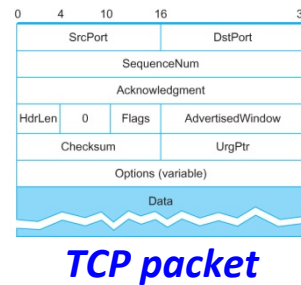 0 4 10 16 3
SrcPort DstPort
SequenceNum
Acknowledgment
HdrLen 0 Flags AdvertisedWindow
Checksum UrgPtr
Options (variable)
Data
TCP packet